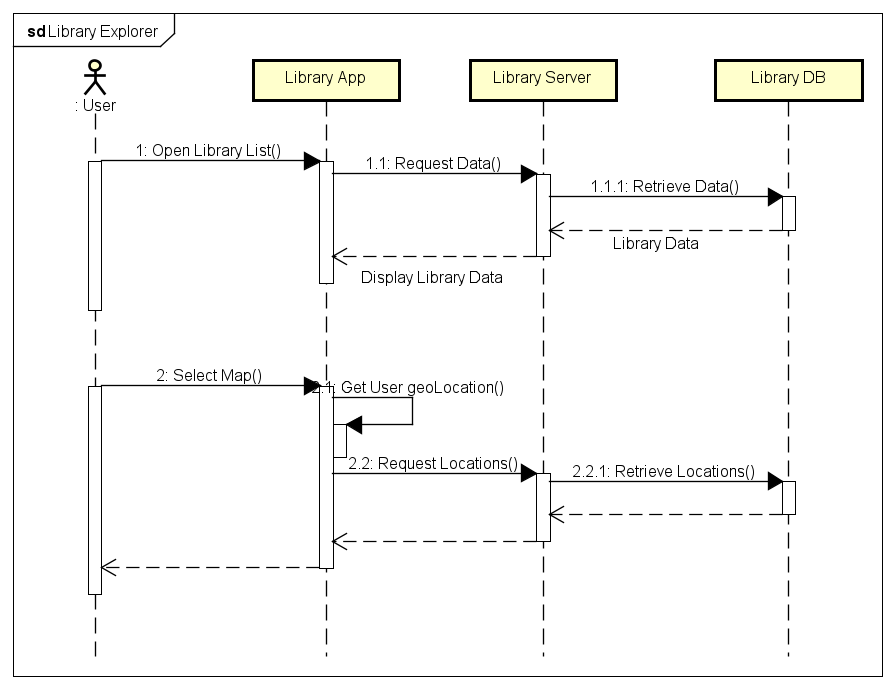 sd Library Explorer
: User
Library App
Library Server
Library DB
1: Open Library List()
1.1: Request Data()
1.1.1: Retrieve Data()
Library Data
Display Library Data
2: Select Map()
2.1: Get User geoLocation()
2.2: Request Locations()
2.2.1: Retrieve Locations()